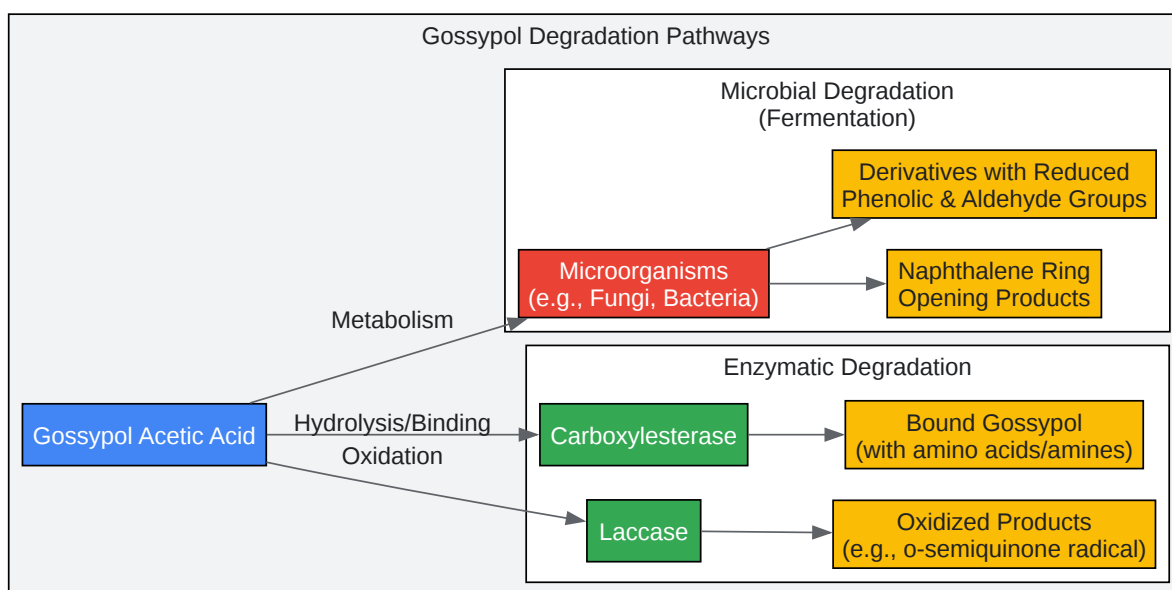 Gossypol Degradation Pathways
Microbial Degradation
(Fermentation)
Derivatives with Reduced
Phenolic & Aldehyde Groups
Microorganisms
(e.g., Fungi, Bacteria)
Naphthalene Ring
Opening Products
Metabolism
Enzymatic Degradation
Gossypol Acetic Acid
Hydrolysis/Binding
Oxidation
Carboxylesterase
Bound Gossypol
(with amino acids/amines)
Laccase
Oxidized Products
(e.g., o-semiquinone radical)